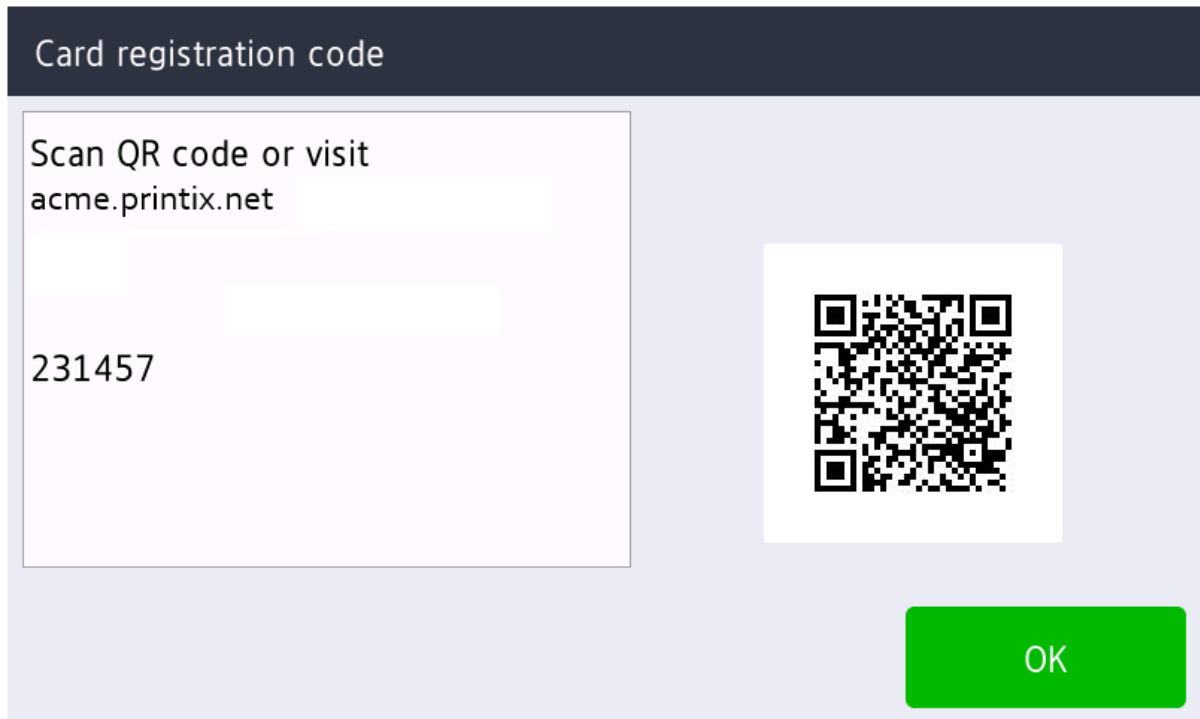 Card registration code
Scan QR code or visit
acme.printix.net
231457
OK